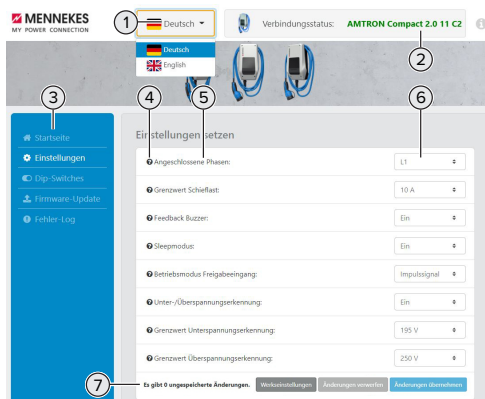 MENNEKES
MY POWER CONNECTION
1
Deutsch
Verbindungsstatus: AMTRON Compact 2.0 11 C2
Deutsch
English
2
3
4
5
6
Startseite
Einstellungen
Dip-Switches
Firmware-Update
Fehler-Log
Einstellungen setzen
Angeschlossene Phasen: L1
Grenzwert Schieflast: 10 A
Feedback Buzzer: Ein
Sleepmodus: Ein
Betriebsmodus Freigabeeingang: Impulssignal
Unter-/Überspannungserkennung: Ein
Grenzwert Unterspannungserkennung: 195 V
Grenzwert Überspannungserkennung: 250 V
7
Es gibt 0 ungespeicherte Änderungen. Werkseinstellungen Änderungen verwerfen Änderungen übernehmen